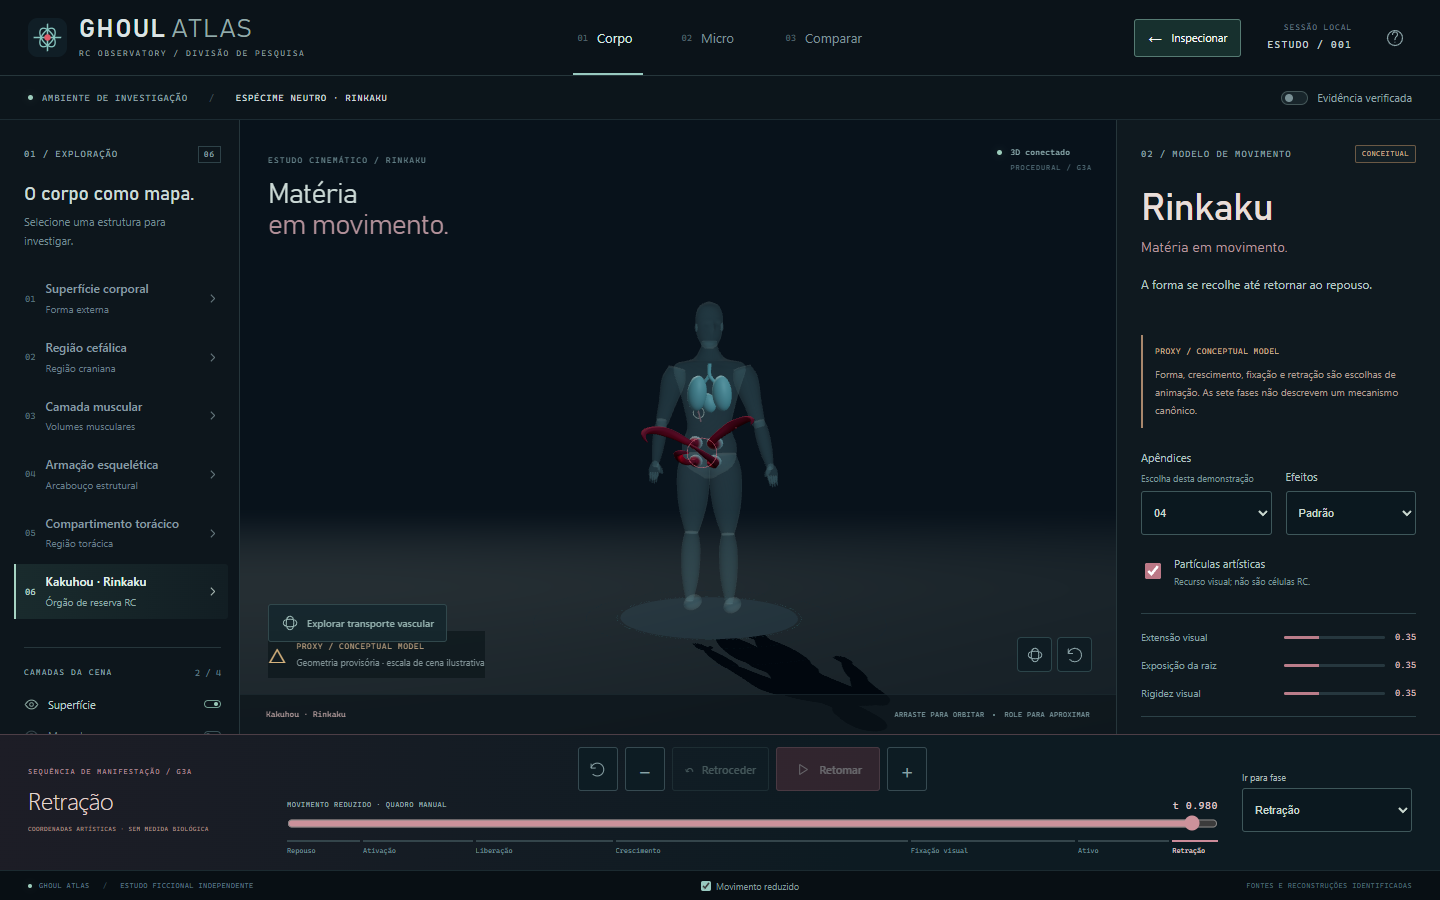 GHOUL ATLAS
RC OBSERVATORY / DIVISÃO DE PESQUISA
01 Corpo
02 Micro
03 Comparar
← Inspecionar
SESSÃO LOCAL
ESTUDO / 001
?
AMBIENTE DE INVESTIGAÇÃO / ESPÉCIME NEUTRO · RINKAKU
Evidência verificada
01 / EXPLORAÇÃO
06
O corpo como mapa.
Selecione uma estrutura para
investigar.
01 Superfície corporal
Forma externa
02 Região cefálica
Região craniana
03 Camada muscular
Volumes musculares
04 Armação esquelética
Arcabouço estrutural
05 Compartimento torácico
Região torácica
06 Kakuhou · Rinkaku
Órgão de reserva RC
CAMADAS DA CENA
2 / 4
Superfície
ESTUDO CINEMÁTICO / RINKAKU
Matéria
em movimento.
3D conectado
PROCEDURAL / G3A
Explorar transporte vascular
PROXY / CONCEPTUAL MODEL
Geometria provisória · escala de cena ilustrativa
Kakuhou · Rinkaku
ARRASTE PARA ORBITAR • ROLE PARA APROXIMAR
02 / MODELO DE MOVIMENTO
CONCEITUAL
Rinkaku
Matéria em movimento.
A forma se recolhe até retornar ao repouso.
PROXY / CONCEPTUAL MODEL
Forma, crescimento, fixação e retração são escolhas de
animação. As sete fases não descrevem um mecanismo
canônico.
Apêndices
Escolha desta demonstração
04
Efeitos
Padrão
Partículas artísticas
Recurso visual; não são células RC.
Extensão visual 0.35
Exposição da raiz 0.35
Rigidez visual 0.35
SEQUÊNCIA DE MANIFESTAÇÃO / G3A
Retração
COORDENADAS ARTÍSTICAS · SEM MEDIDA BIOLÓGICA
−
Retroceder
Retomar
+
MOVIMENTO REDUZIDO · QUADRO MANUAL
t 0.980
Repouso
Ativação
Liberação
Crescimento
Fixação visual
Ativo
Retração
Ir para fase
Retração
GHOUL ATLAS / ESTUDO FICCIONAL INDEPENDENTE
Movimento reduzido
FONTES E RECONSTRUÇÕES IDENTIFICADAS